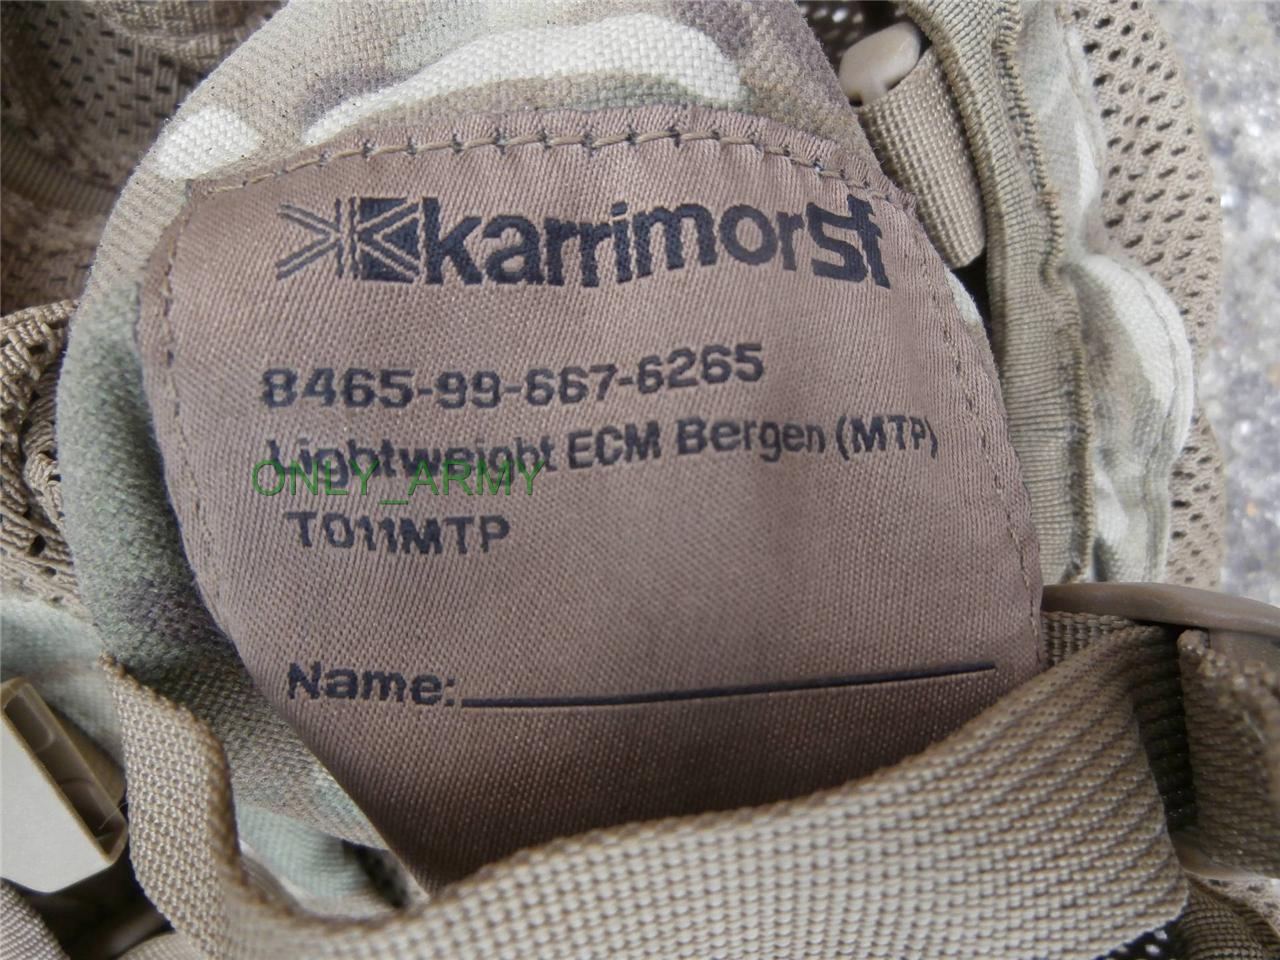 karrimorsf
8465-99-667-6265
Lightweight ECM Bergen (MTP)
ONLY_ARMY
T011MTP
Name: